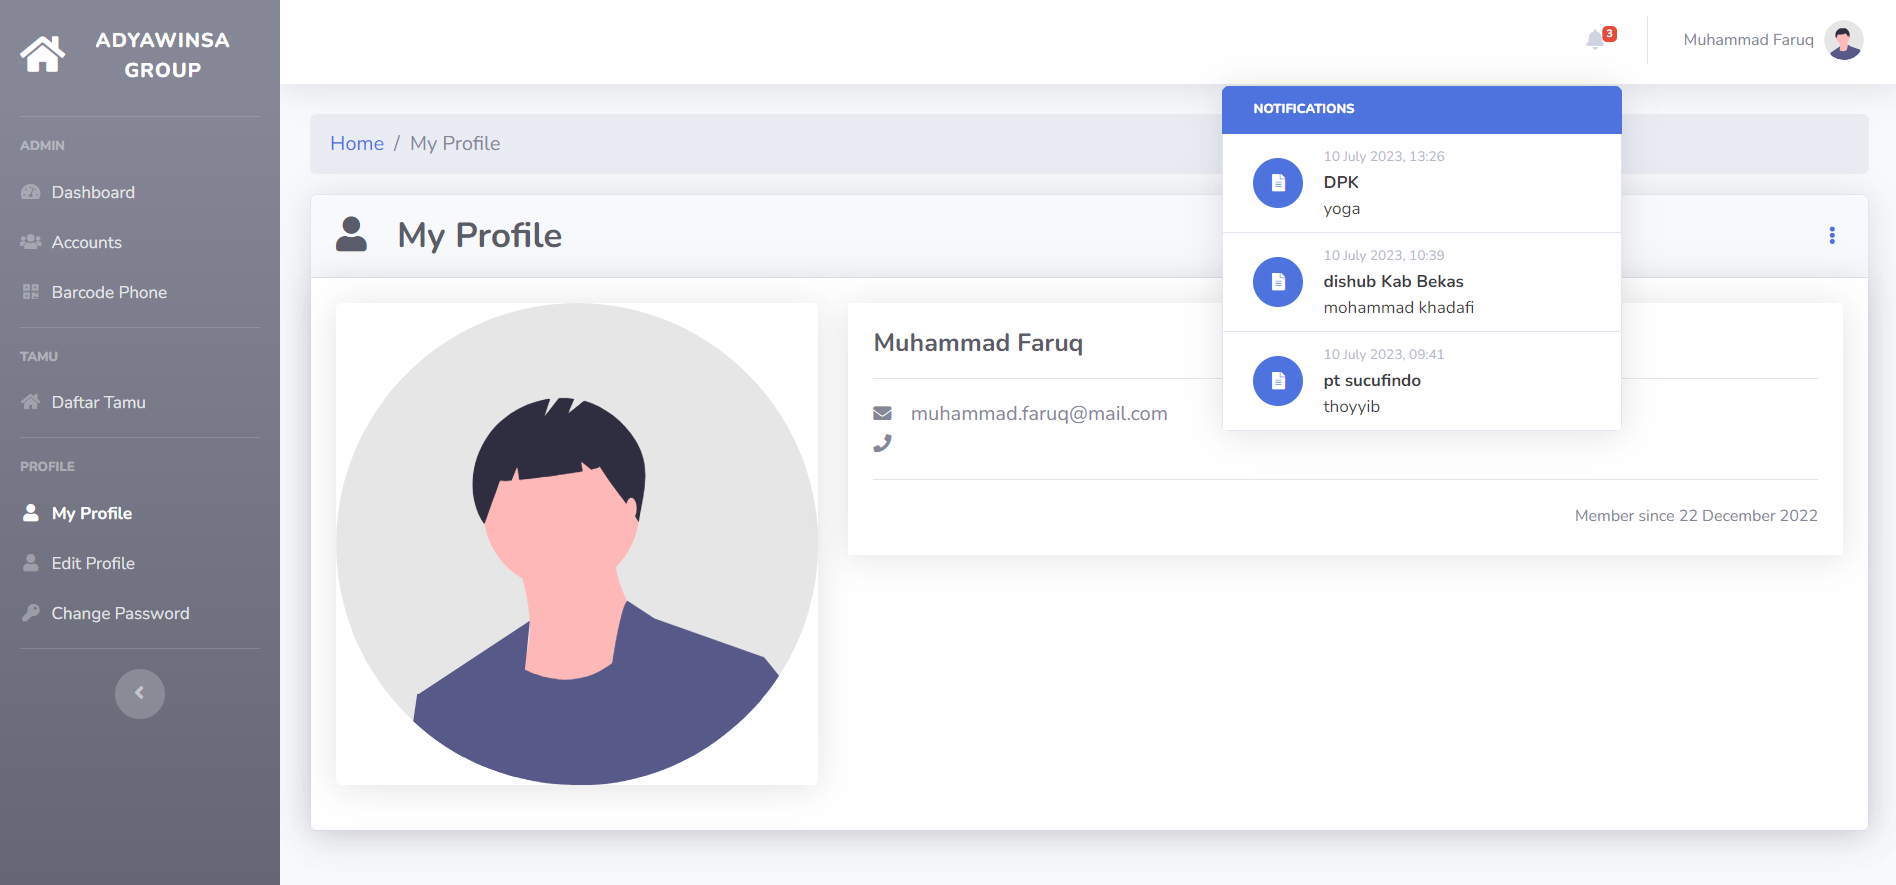 ADYAWINSA
GROUP
ADMIN
Dashboard
Accounts
Barcode Phone
TAMU
Daftar Tamu
PROFILE
My Profile
Edit Profile
Change Password
3
Muhammad Faruq
Home / My Profile
My Profile
Muhammad Faruq
muhammad.faruq@mail.com
Member since 22 December 2022
NOTIFICATIONS
10 July 2023, 13:26
DPK
yoga
10 July 2023, 10:39
dishub Kab Bekas
mohammad khadafi
10 July 2023, 09:41
pt sucufindo
thoyyib